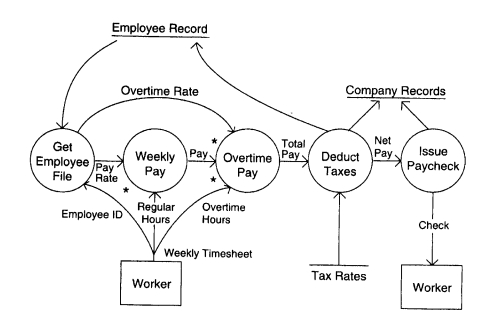 Employee Record
Overtime Rate
Company Records
Get
Employee
File
Pay
Rate
*
Weekly
Pay
Pay
*
*
Overtime
Pay
Total
Pay
Deduct
Taxes
Net
Pay
Issue
Paycheck
Employee ID
Regular
Hours
Overtime
Hours
Check
Weekly Timesheet
Worker
Tax Rates
Worker